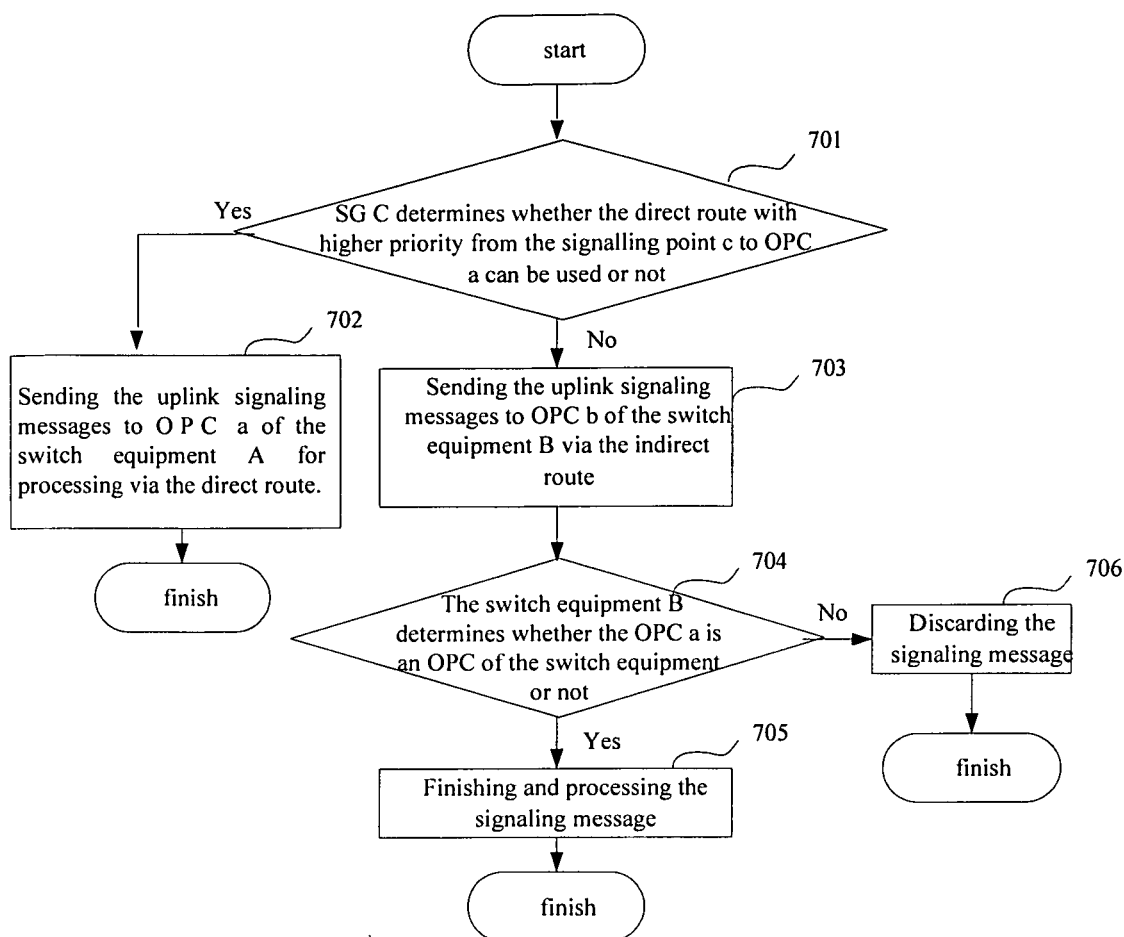 start
701
Yes
SG C determines whether the direct route with
higher priority from the signalling point c to OPC
a can be used or not
702
No
703
Sending the uplink signaling
messages to O P C a of the
switch equipment A for
processing via the direct route.
Sending the uplink signaling
messages to OPC b of the switch
equipment B via the indirect
route
finish
704
706
The switch equipment B
determines whether the OPC a is
an OPC of the switch equipment
or not
No
Discarding the
signaling message
Yes
705
finish
Finishing and processing the
signaling message
finish